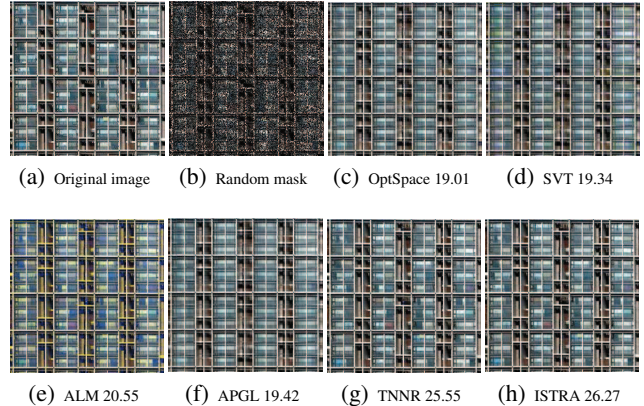 (a) Original image
(b) Random mask
(c) OptSpace 19.01
(d) SVT 19.34
(e) ALM 20.55
(f) APGL 19.42
(g) TNNR 25.55
(h) ISTRA 26.27